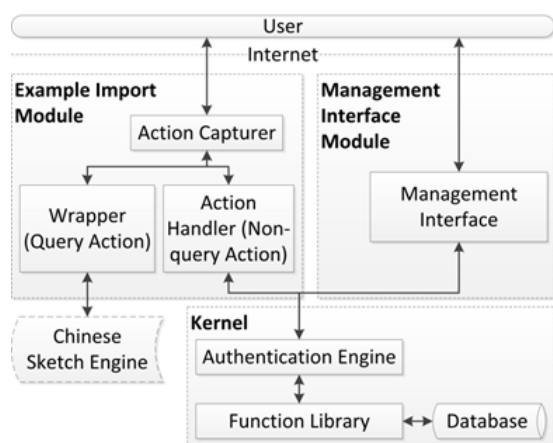 User
Internet
Example Import
Module
Management
Interface
Module
Action Capturer
Wrapper
(Query Action)
Action
Handler (Non-
query Action)
Management
Interface
Chinese
Sketch Engine
Kernel
Authentication Engine
Function Library
Database